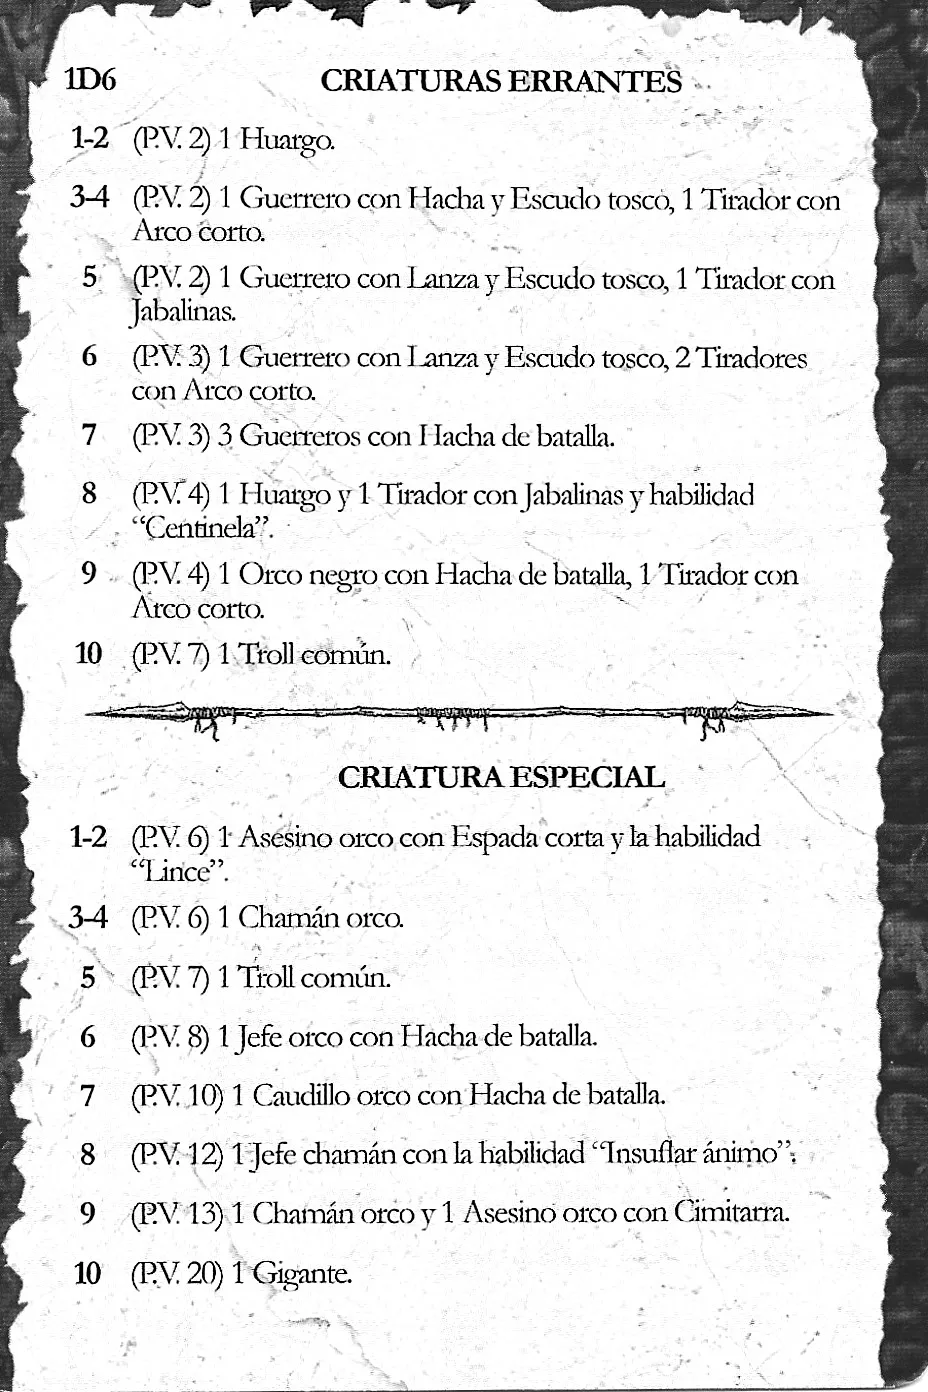 1D6 CRIATURAS ERRANTES
1-2 (P.V. 2) 1 Huargo.
3-4 (P.V. 2) 1 Guerrero con Hacha y Escudo tosco, 1 Tirador con
Arco corto.
5 (P.V. 2) 1 Guerrero con Lanza y Escudo tosco, 1 Tirador con
Jabalinas.
6 (P.V. 3) 1 Guerrero con Lanza y Escudo tosco, 2 Tiradores
con Arco corto.
7 (P.V. 3) 3 Guerreros con Hacha de batalla.
8 (P.V. 4) 1 Huargo y 1 Tirador con Jabalinas y habilidad
“Centinela”.
9 (P.V. 4) 1 Orco negro con Hacha de batalla, 1 Tirador con
Arco corto.
10 (P.V. 7) 1 Troll común.
CRIATURA ESPECIAL
1-2 (P.V. 6) 1 Asesino orco con Espada corta y la habilidad
“Lince”.
3-4 (P.V. 6) 1 Chamán orco.
5 (P.V. 7) 1 Troll común.
6 (P.V. 8) 1 Jefe orco con Hacha de batalla.
7 (P.V. 10) 1 Caudillo orco con Hacha de batalla.
8 (P.V. 12) 1 Jefe chamán con la habilidad “Insuflar ánimo”.
9 (P.V. 13) 1 Chamán orco y 1 Asesino orco con Cimitarra.
10 (P.V. 20) 1 Gigante.